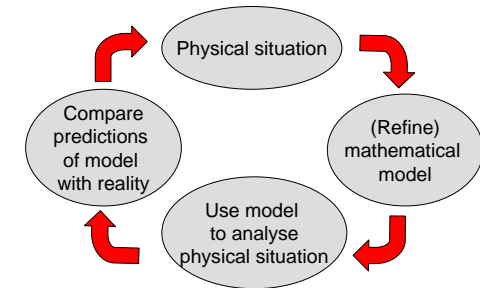 Physical situation
(Refine)
mathematical
model
Use model
to analyse
physical situation
Compare
predictions
of model
with reality